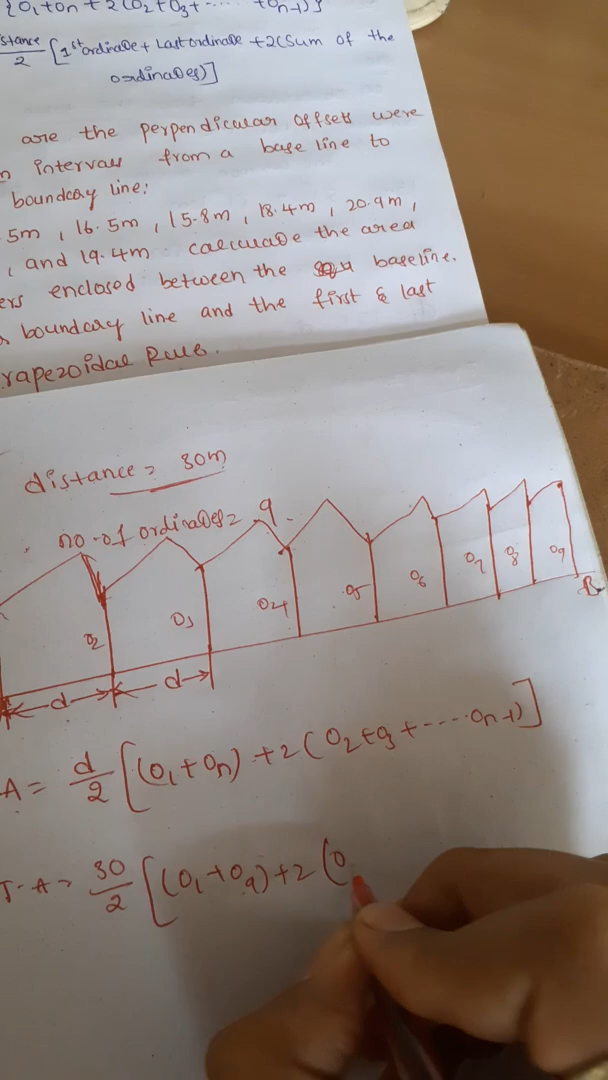 {O1+On + 2(O2+O3+ ..... +On-1)}
stance/2 [1st ordinate + Last ordinate + 2(Sum of the
ordinates)]
are the perpendicular offsets were
n intervals from a base line to
boundary line:
5m, 16.5m, 15.8m, 18.4m, 20.9m,
, and 19.4m calculate the area
ers enclosed between the baseline.
boundary line and the first & last
rapezoidal Rule.
distance = 30m
no-of ordinates = 9.
O2 O3 O4 O5 O6 O7 O8 O9 B
d d
A = d/2 [(O1+On) + 2(O2+O3+-----On-1)]
T.A = 30/2 [(O1+O9)+2(O